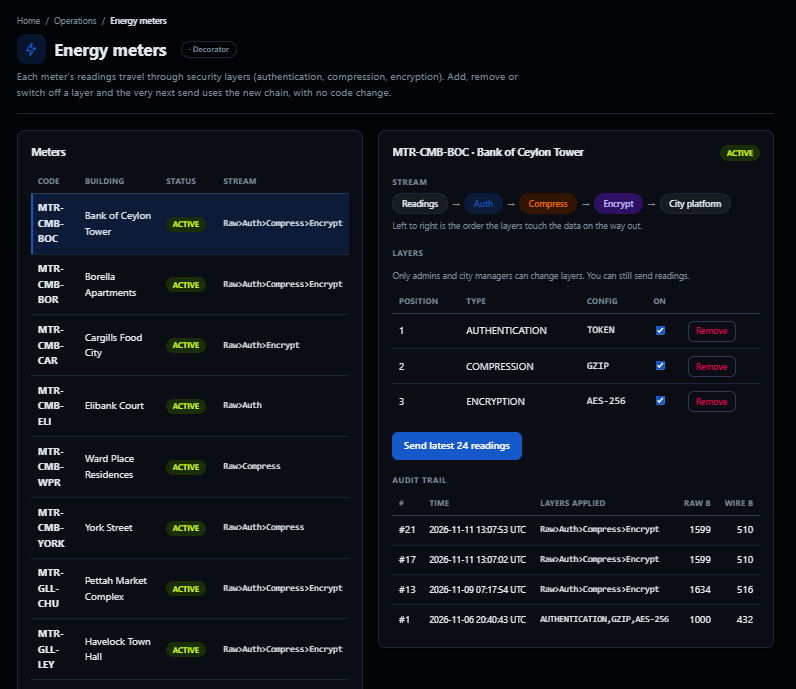 Home / Operations / Energy meters
Energy meters
- Decorator
Each meter's readings travel through security layers (authentication, compression, encryption). Add, remove or
switch off a layer and the very next send uses the new chain, with no code change.
Meters
CODE BUILDING STATUS STREAM
MTR-
CMB-
BOC
Bank of Ceylon
Tower
ACTIVE
Raw>Auth>Compress>Encrypt
MTR-
CMB-
BOR
Borella
Apartments
ACTIVE
Raw>Auth>Compress>Encrypt
MTR-
CMB-
CAR
Cargills Food
City
ACTIVE
Raw>Auth>Encrypt
MTR-
CMB-
ELI
Elibank Court
ACTIVE
Raw>Auth
MTR-
CMB-
WPR
Ward Place
Residences
ACTIVE
Raw>Compress
MTR-
CMB-
YORK
York Street
ACTIVE
Raw>Auth>Compress
MTR-
GLL-
CHU
Pettah Market
Complex
ACTIVE
Raw>Auth>Compress>Encrypt
MTR-
GLL-
LEY
Havelock Town
Hall
ACTIVE
Raw>Auth>Compress>Encrypt
MTR-CMB-BOC · Bank of Ceylon Tower
ACTIVE
STREAM
Readings → Auth → Compress → Encrypt → City platform
Left to right is the order the layers touch the data on the way out.
LAYERS
Only admins and city managers can change layers. You can still send readings.
POSITION TYPE CONFIG ON
1 AUTHENTICATION TOKEN Remove
2 COMPRESSION GZIP Remove
3 ENCRYPTION AES-256 Remove
Send latest 24 readings
AUDIT TRAIL
# TIME LAYERS APPLIED RAW B WIRE B
#21 2026-11-11 13:07:53 UTC Raw>Auth>Compress>Encrypt 1599 510
#17 2026-11-11 13:07:02 UTC Raw>Auth>Compress>Encrypt 1599 510
#13 2026-11-09 07:17:54 UTC Raw>Auth>Compress>Encrypt 1634 516
#1 2026-11-06 20:40:43 UTC AUTHENTICATION,GZIP,AES-256 1000 432